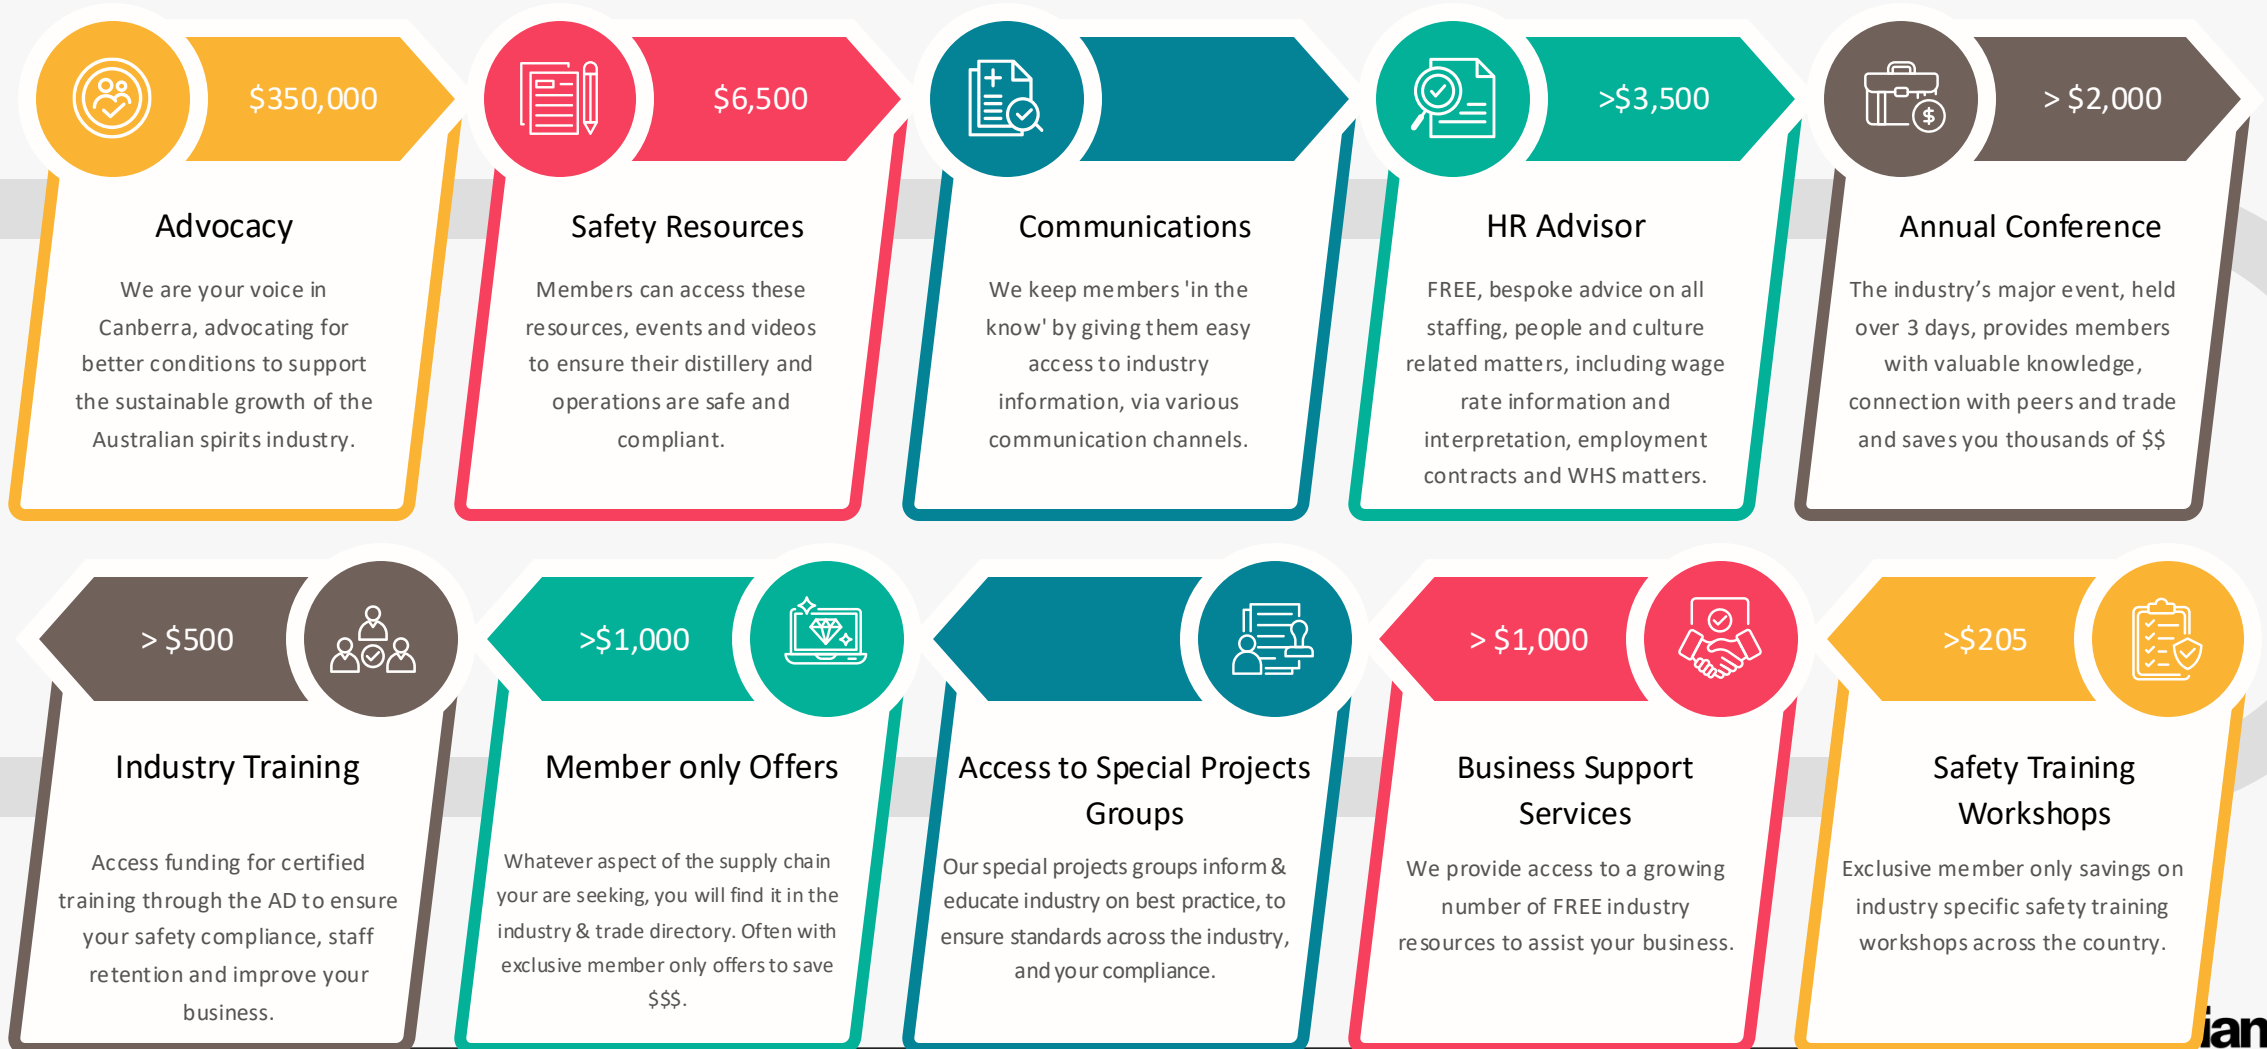 $350,000
Advocacy
We are your voice in
Canberra, advocating for
better conditions to support
the sustainable growth of the
Australian spirits industry.
$6,500
Safety Resources
Members can access these
resources, events and videos
to ensure their distillery and
operations are safe and
compliant.
Communications
We keep members 'in the
know' by giving them easy
access to industry
information, via various
communication channels.
>$3,500
HR Advisor
FREE, bespoke advice on all
staffing, people and culture
related matters, including wage
rate information and
interpretation, employment
contracts and WHS matters.
> $2,000
Annual Conference
The industry’s major event, held
over 3 days, provides members
with valuable knowledge,
connection with peers and trade
and saves you thousands of $$
> $500
Industry Training
Access funding for certified
training through the AD to ensure
your safety compliance, staff
retention and improve your
business.
>$1,000
Member only Offers
Whatever aspect of the supply chain
your are seeking, you will find it in the
industry & trade directory. Often with
exclusive member only offers to save
$$$.
Access to Special Projects
Groups
Our special projects groups inform &
educate industry on best practice, to
ensure standards across the industry,
and your compliance.
> $1,000
Business Support
Services
We provide access to a growing
number of FREE industry
resources to assist your business.
>$205
Safety Training
Workshops
Exclusive member only savings on
industry specific safety training
workshops across the country.
ian